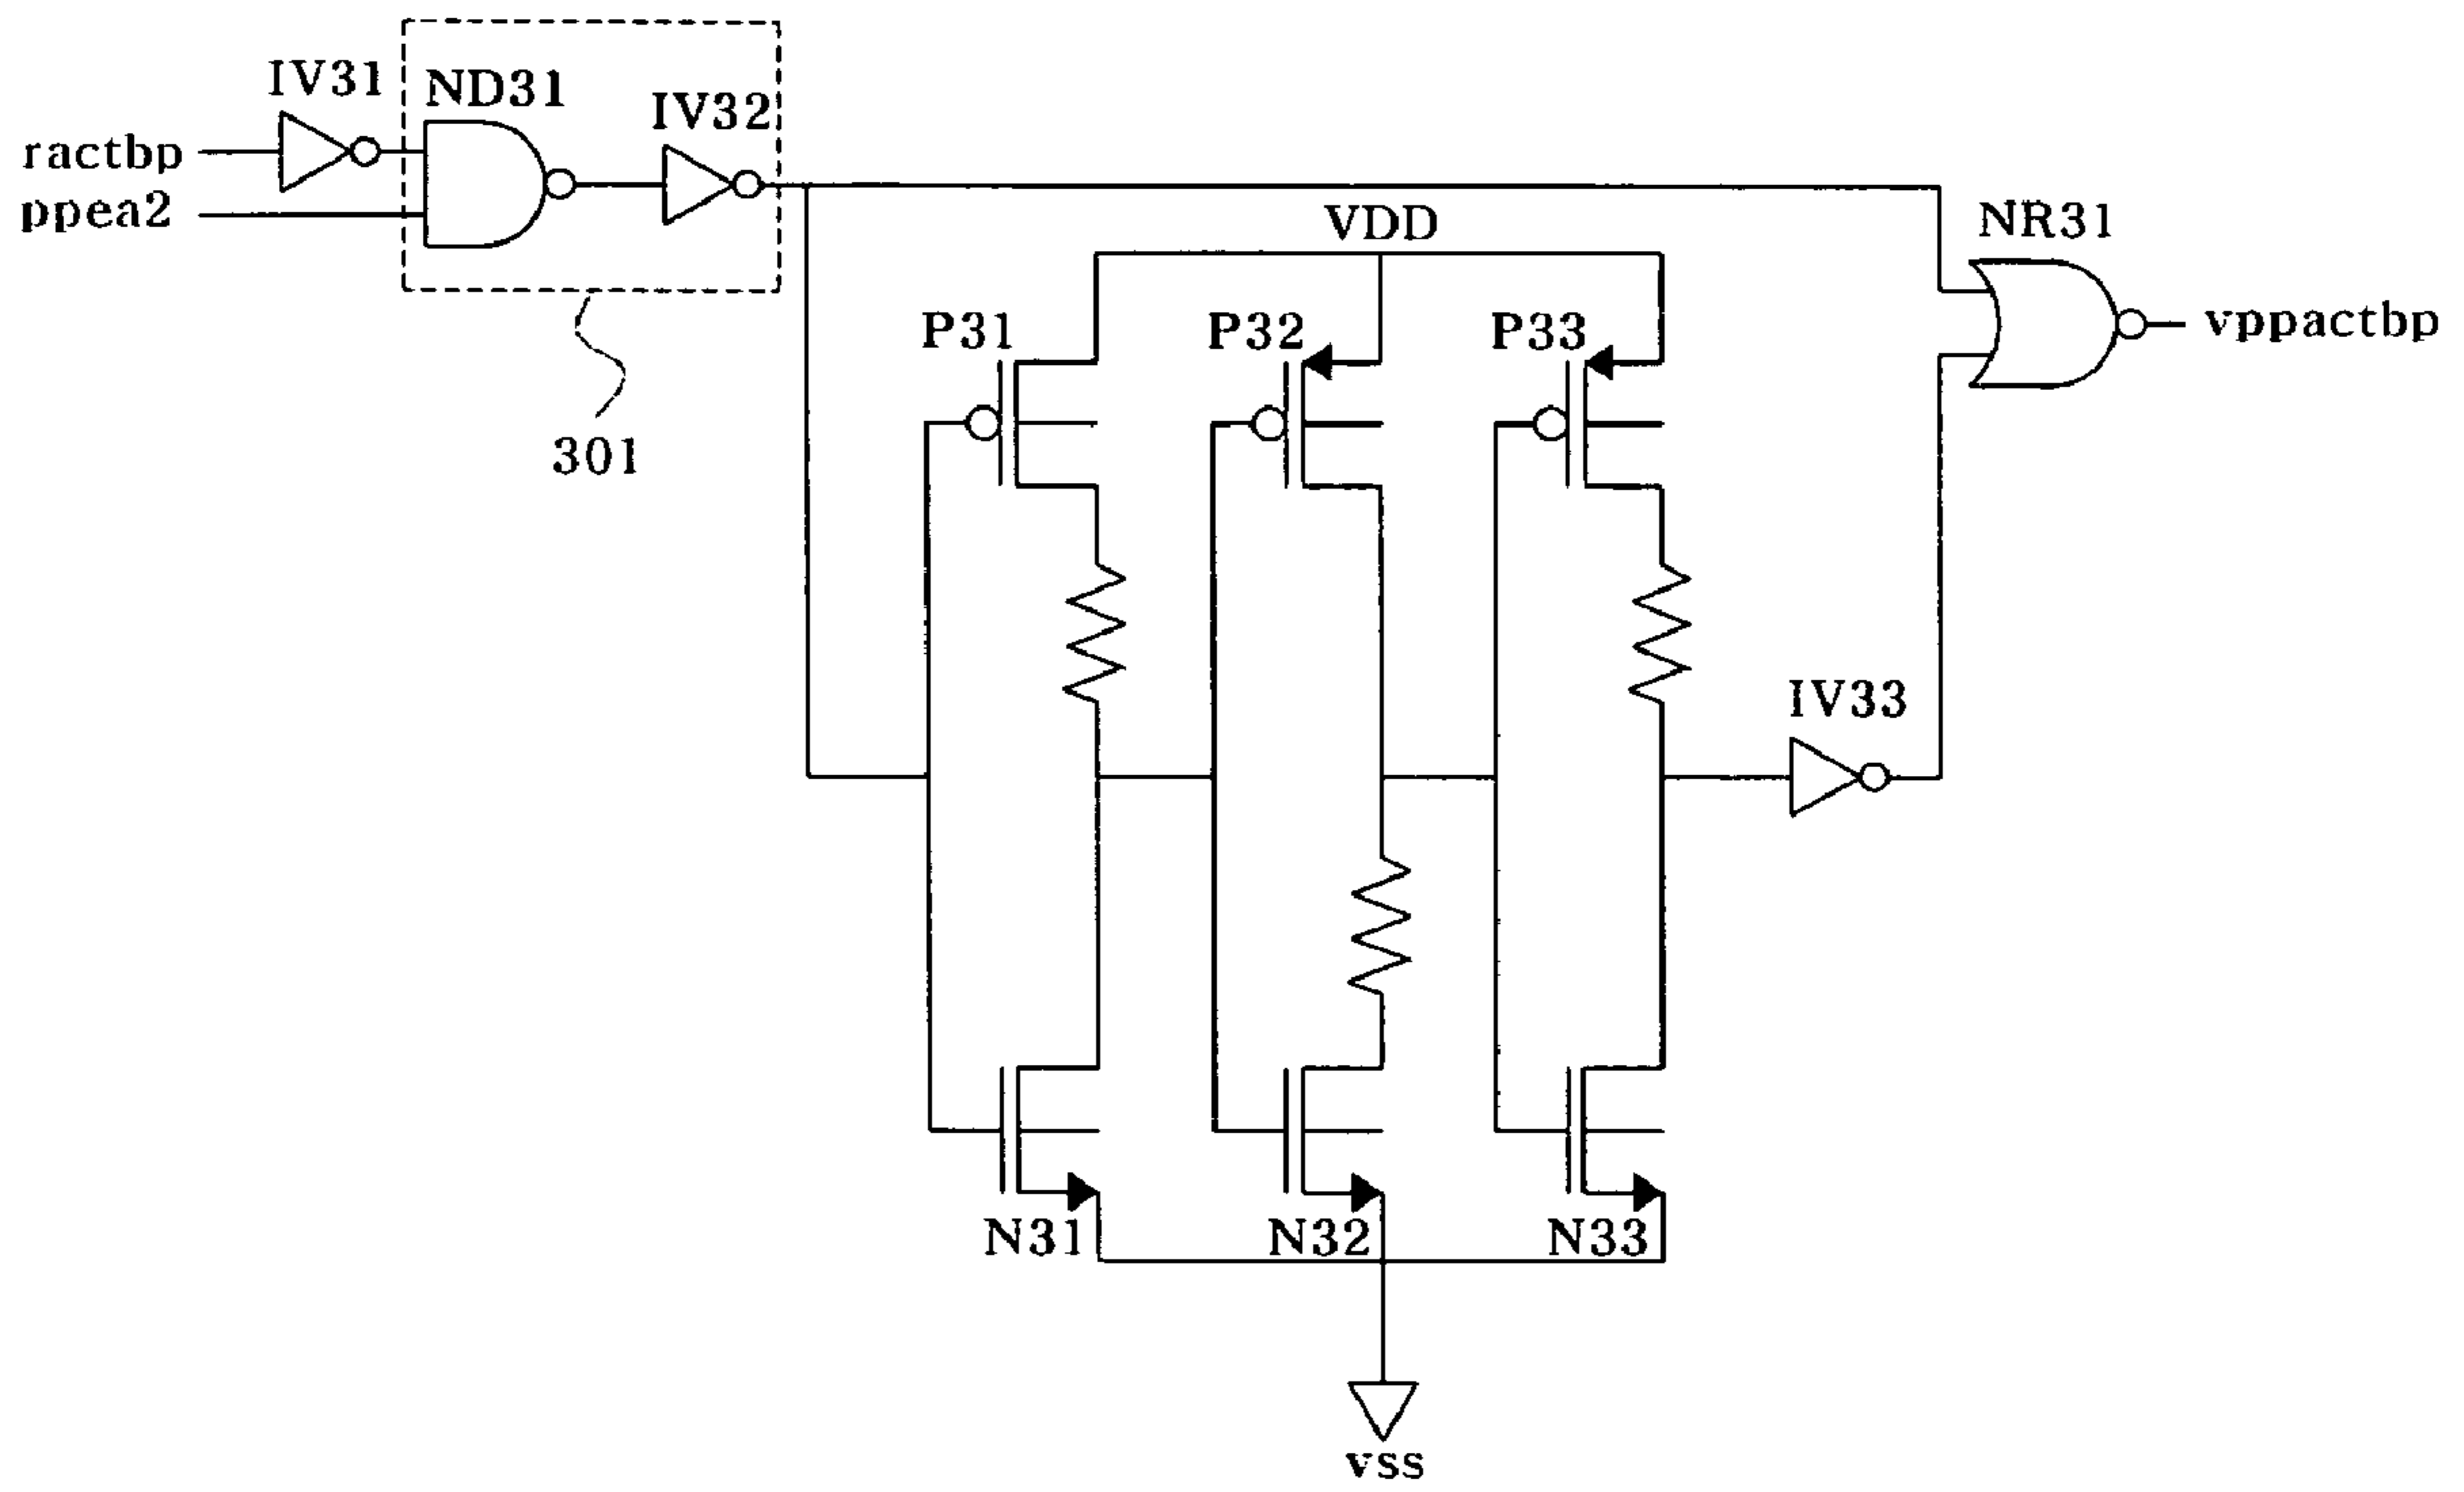 IV31
ND31
IV32
ractbp
ppea2
301
VDD
NR31
vppactbp
P31
P32
P33
IV33
N31
N32
N33
vss